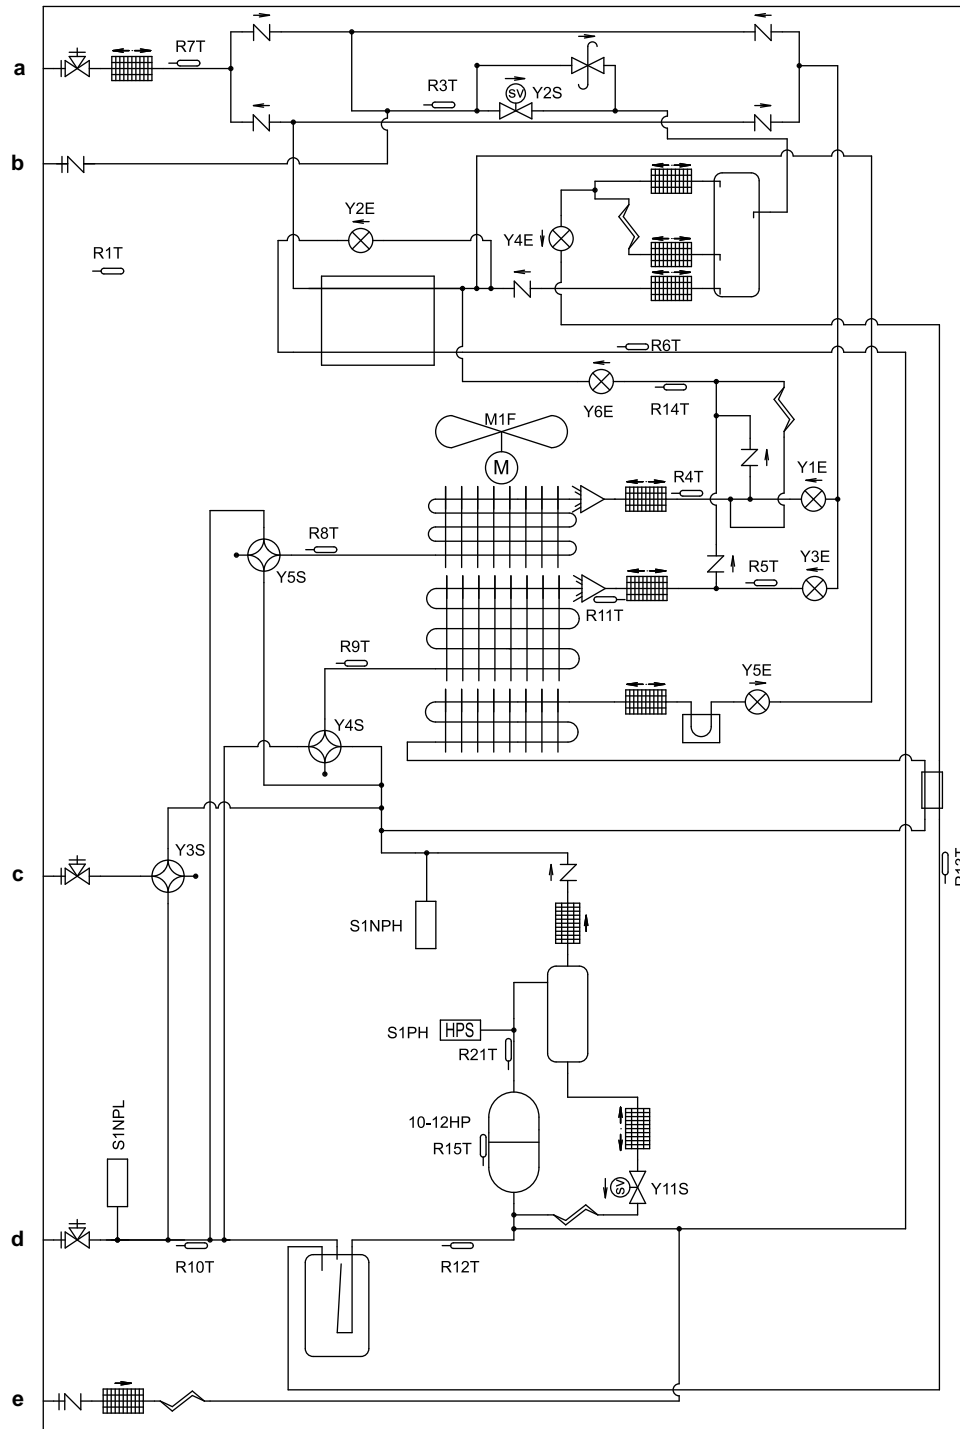 a
R7T
R3T
SV
Y2S
b
Y2E
Y4E
R1T
R6T
Y6E
R14T
M1F
M
R4T
Y1E
R8T
Y5S
R5T
Y3E
R11T
R9T
Y5E
Y4S
Y3S
c
R13T
S1NPH
S1PH
HPS
R21T
10-12HP
R15T
S1NPL
SV
Y11S
d
R10T
R12T
e